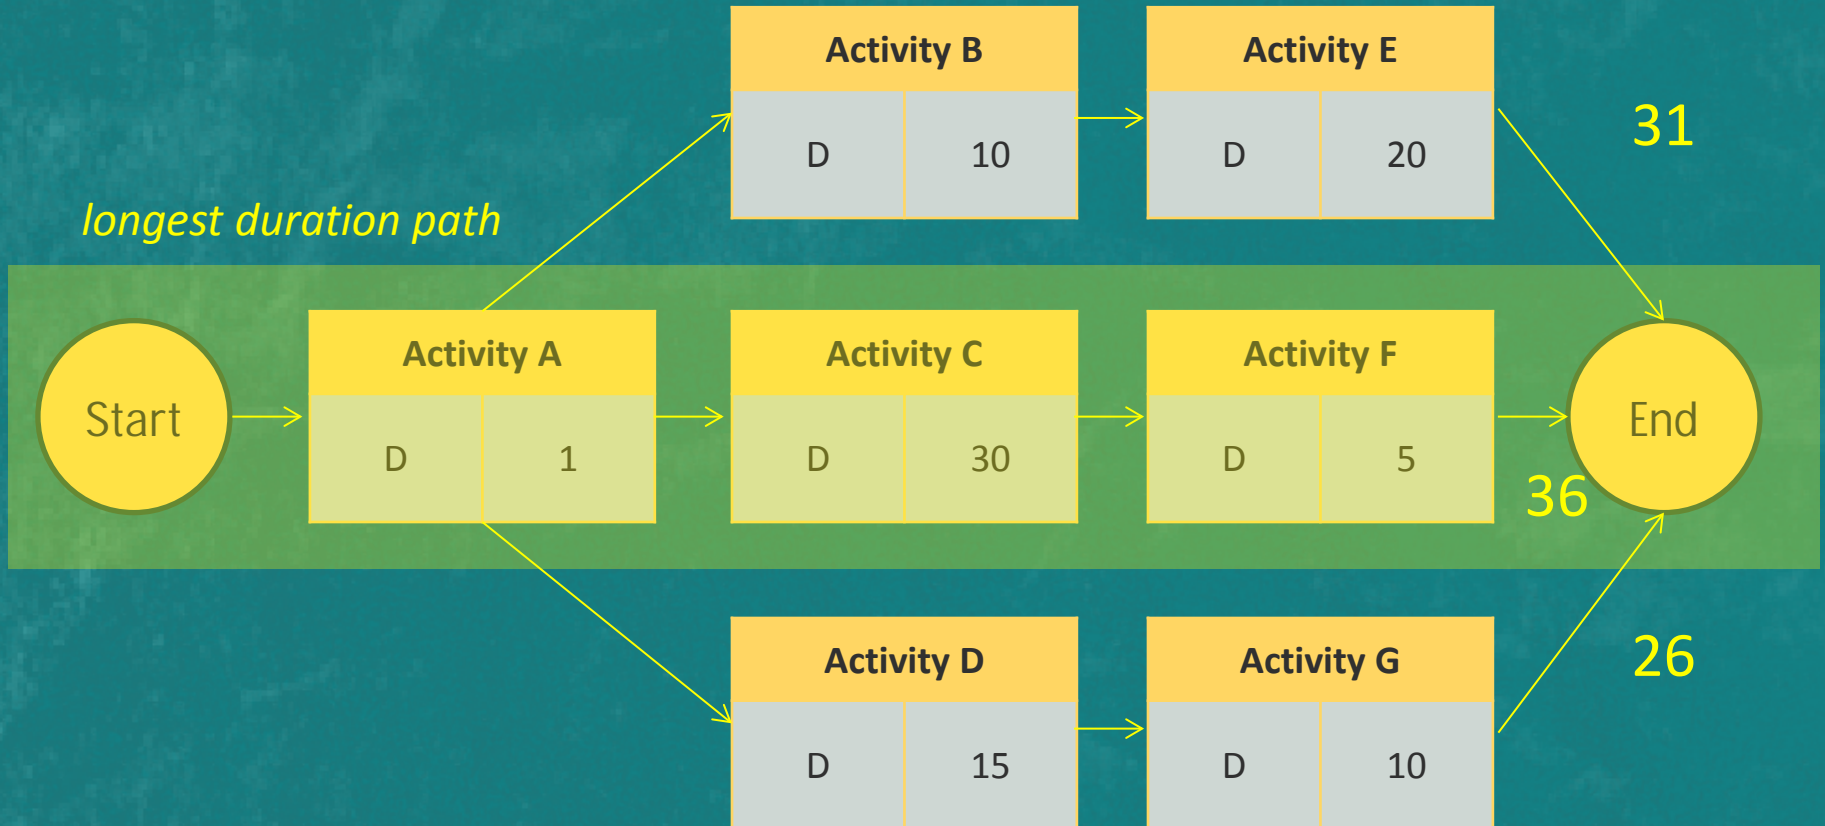 Activity B
Activity E
D 10
D 20
31
longest duration path
Start
Activity A
Activity C
Activity F
End
D 1
D 30
D 5
36
Activity D
Activity G
26
D 15
D 10